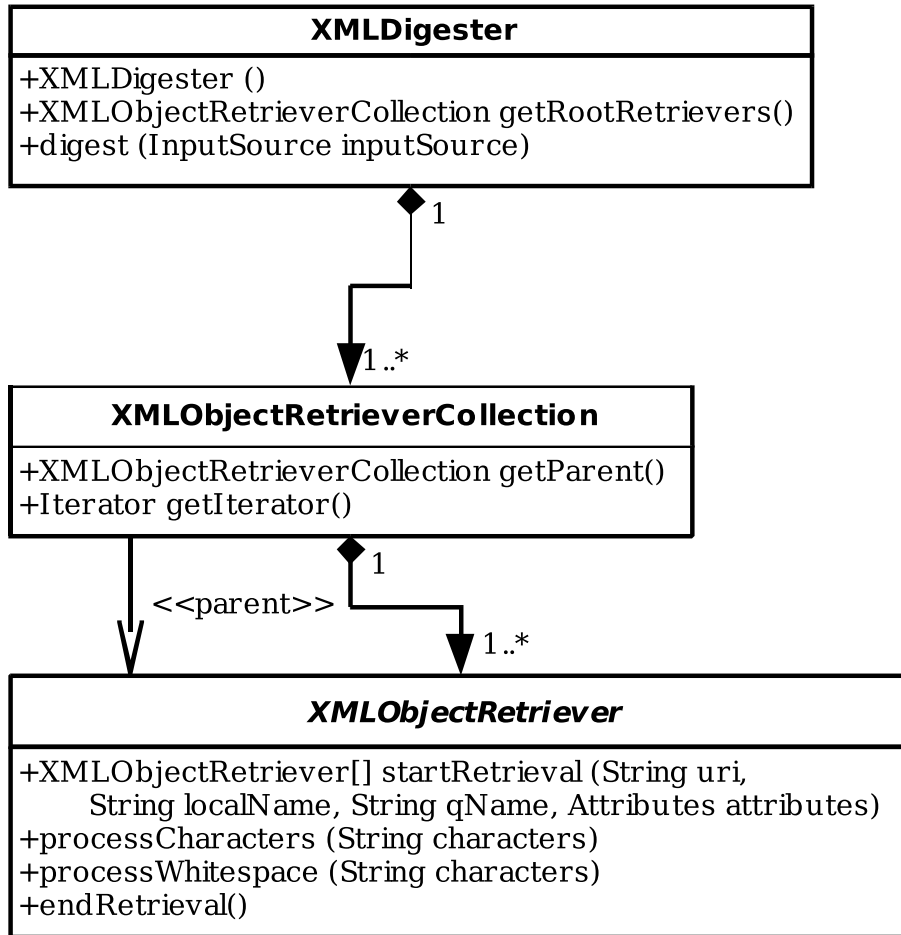 XMLDigester
+XMLDigester ()
+XMLObjectRetrieverCollection getRootRetrievers()
+digest (InputSource inputSource)
1
1..*
XMLObjectRetrieverCollection
+XMLObjectRetrieverCollection getParent()
+Iterator getIterator()
1
<<parent>>
1..*
XMLObjectRetriever
+XMLObjectRetriever[] startRetrieval (String uri,
String localName, String qName, Attributes attributes)
+processCharacters (String characters)
+processWhitespace (String characters)
+endRetrieval()